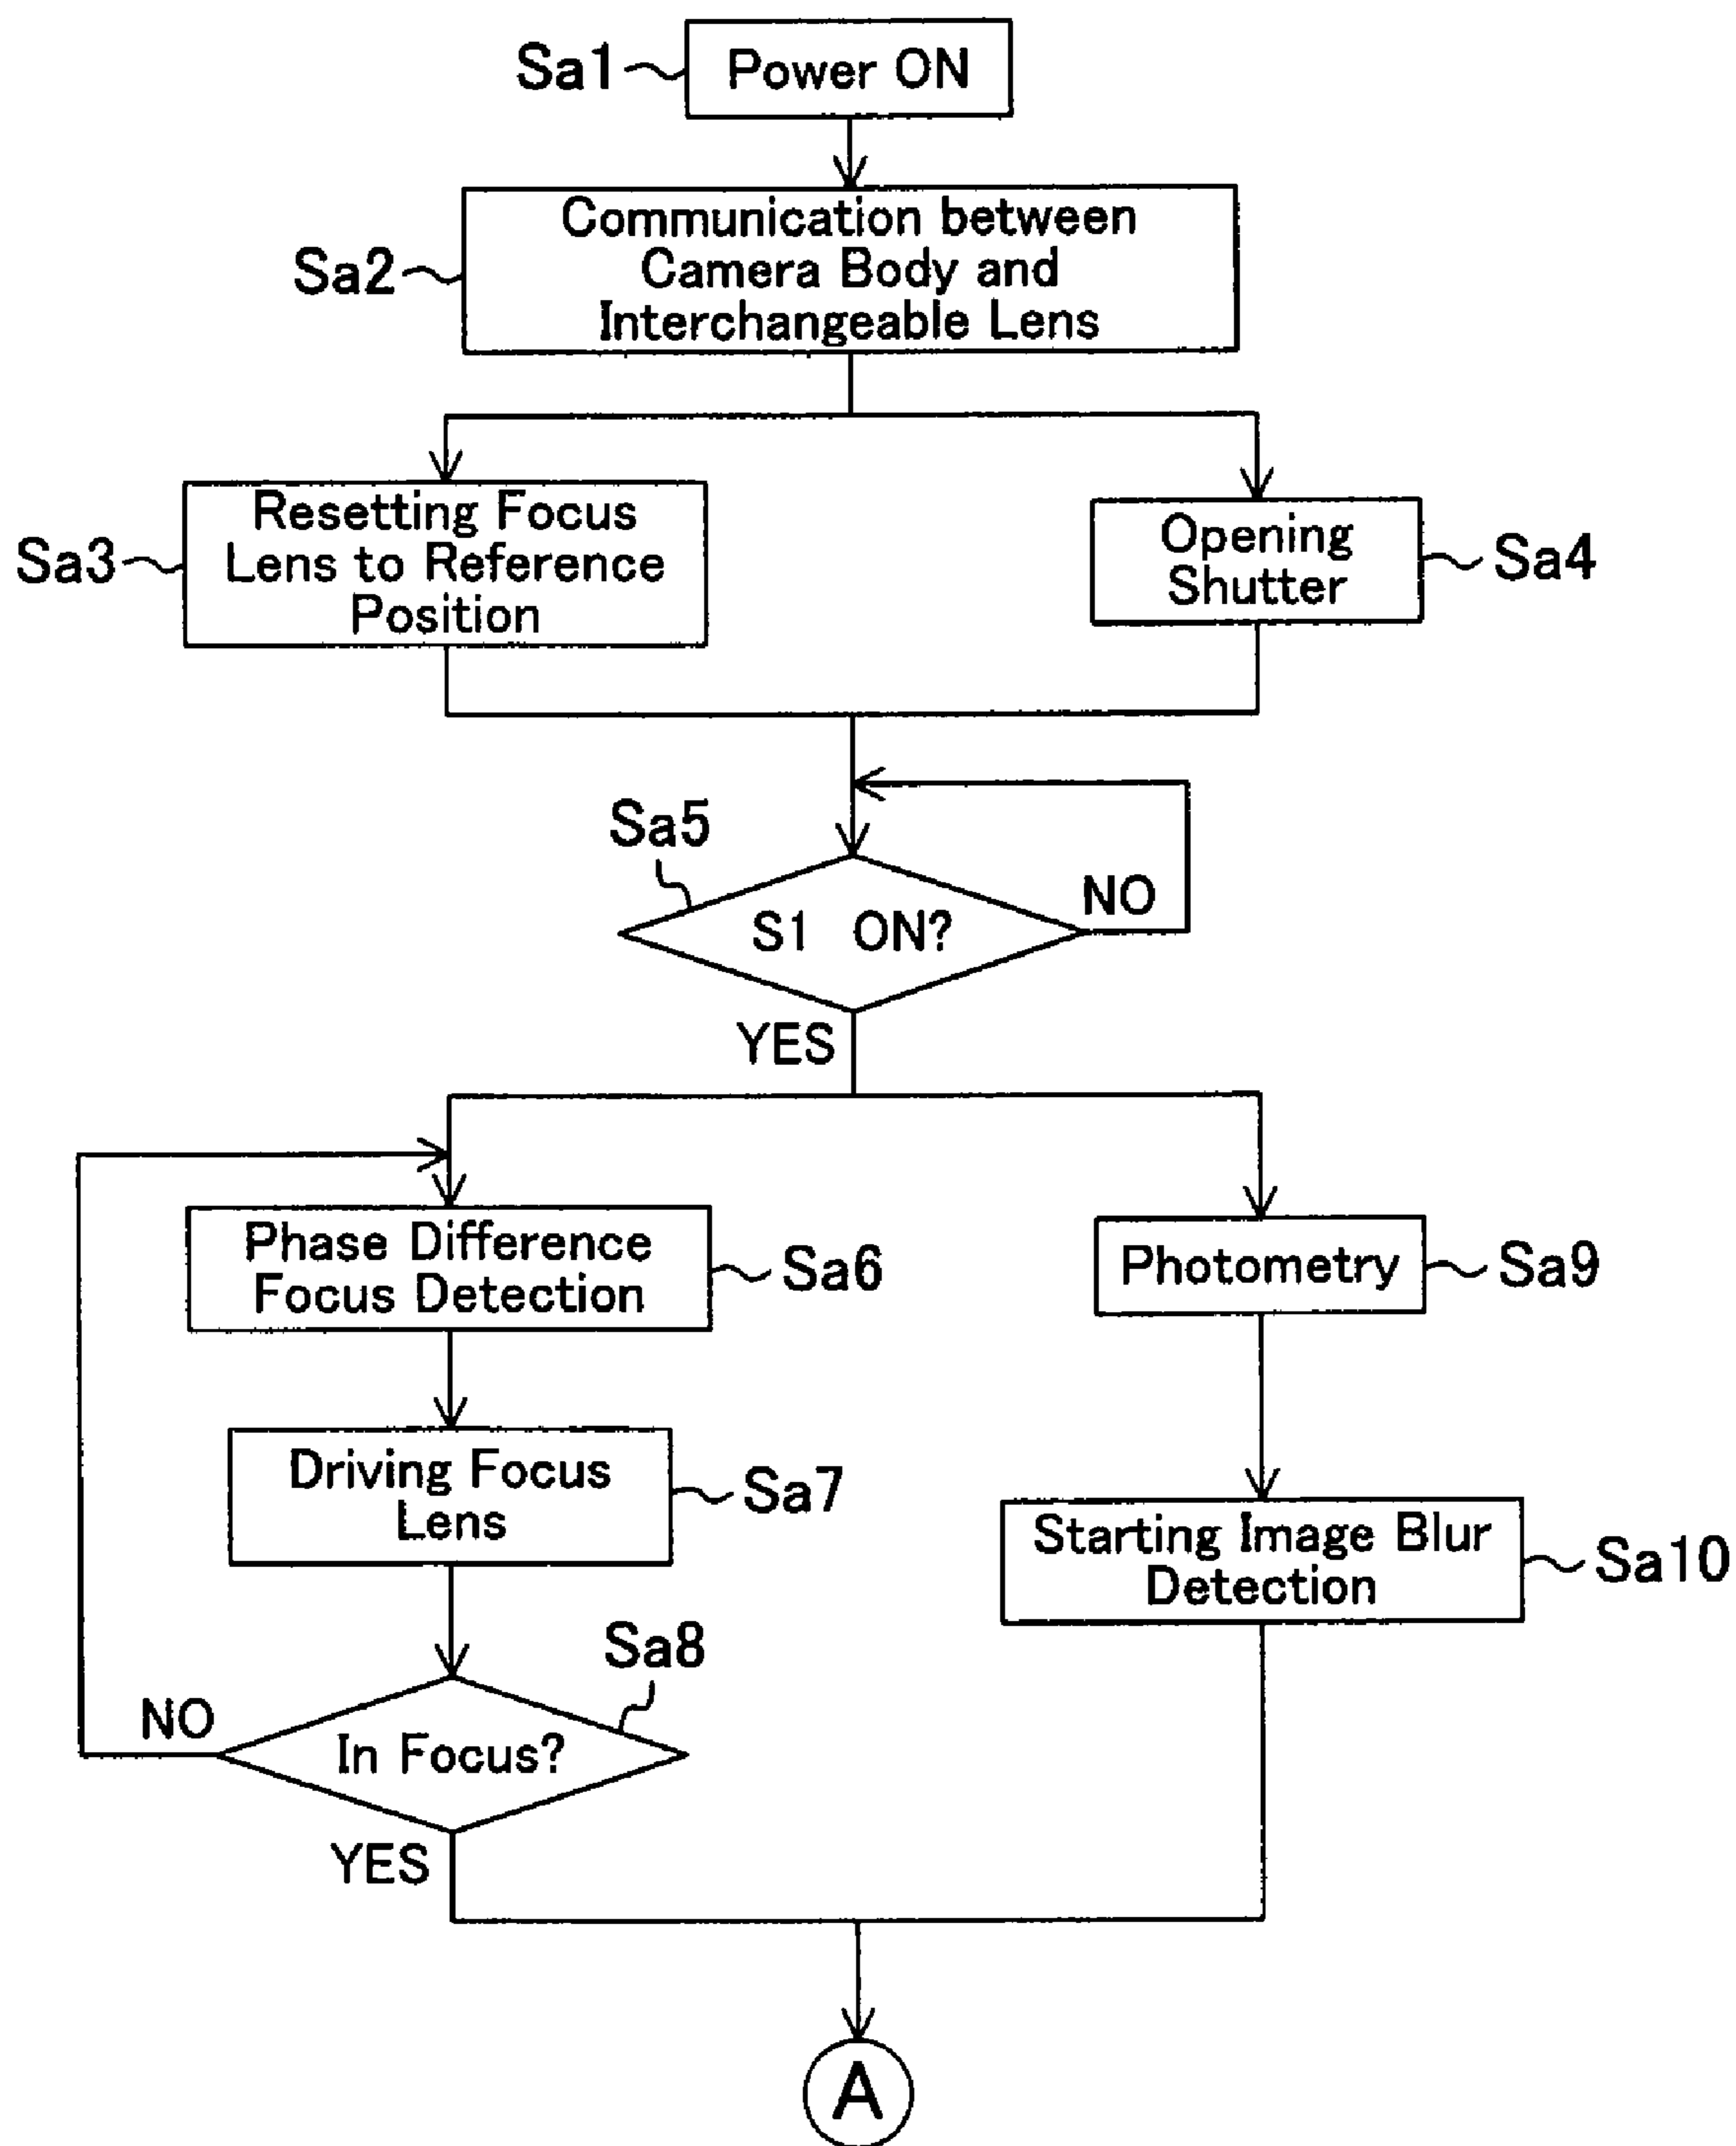 Sa1
Power ON
Sa2
Communication between
Camera Body and
Interchangeable Lens
Sa3
Resetting Focus
Lens to Reference
Position
Opening
Shutter
Sa4
Sa5
S1 ON?
NO
YES
Phase Difference
Focus Detection
Sa6
Photometry
Sa9
Driving Focus
Lens
Sa7
Starting Image Blur
Detection
Sa10
Sa8
In Focus?
NO
YES
A